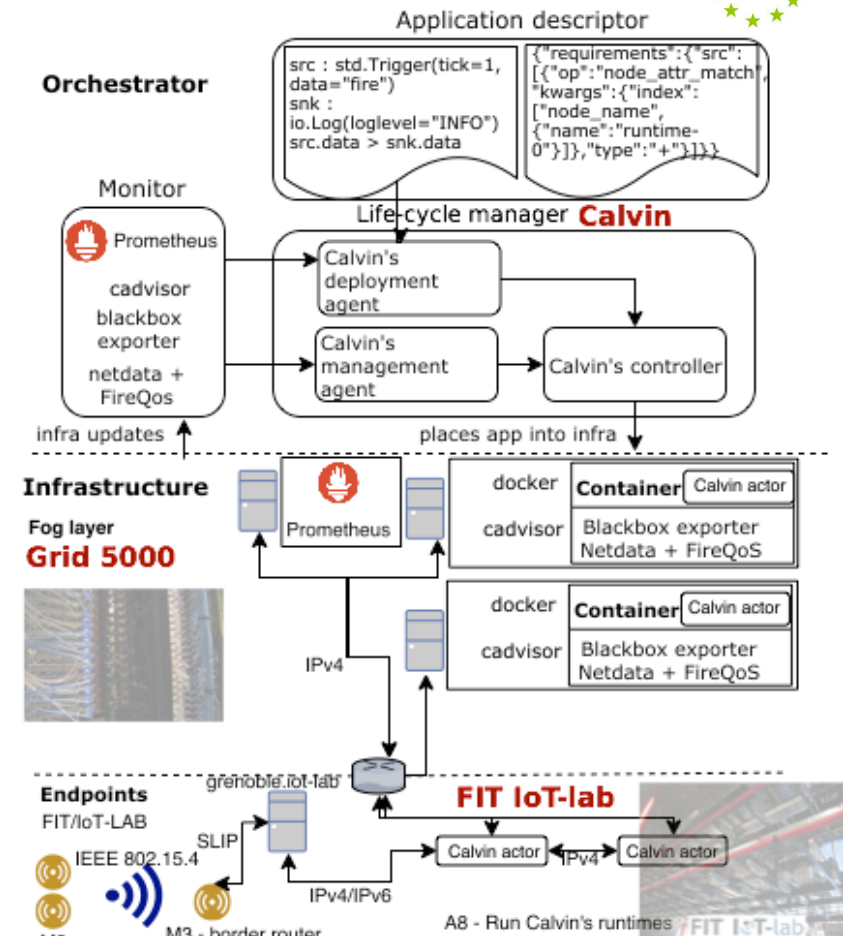 Application descriptor
Orchestrator
src : std.Trigger(tick=1,
data="fire")
snk :
io.Log(loglevel="INFO")
src.data > snk.data
{"requirements":{"src":
[{"op":"node_attr_match",
"kwargs":{"index":
["node_name",
{"name":"runtime-
0"}]},"type":"+"}]}}
Monitor
Prometheus
cadvisor
blackbox
exporter
netdata +
FireQos
Life-cycle manager Calvin
Calvin's
deployment
agent
Calvin's
management
agent
Calvin's controller
infra updates
places app into infra
Infrastructure
Fog layer
Grid 5000
Prometheus
docker
Container
Calvin actor
cadvisor
Blackbox exporter
Netdata + FireQoS
docker
Container
Calvin actor
cadvisor
Blackbox exporter
Netdata + FireQoS
IPv4
grenoble.iot-lab
Endpoints
FIT/IoT-LAB
FIT IoT-lab
SLIP
IEEE 802.15.4
Calvin actor
IPv4
Calvin actor
IPv4/IPv6
M3 - border router
A8 - Run Calvin's runtimes
FIT IoT-lab